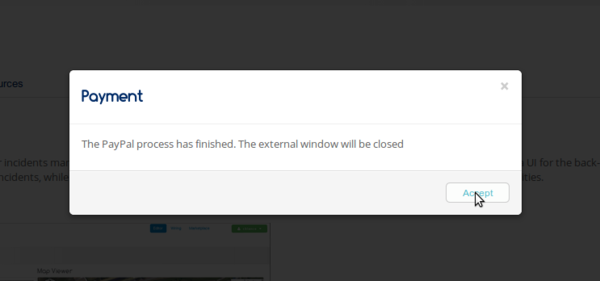 urces
Payment
×
The PayPal process has finished. The external window will be closed
r incidents ma
UI for the back-
ncidents, while
ities.
Accept
Map Viewer